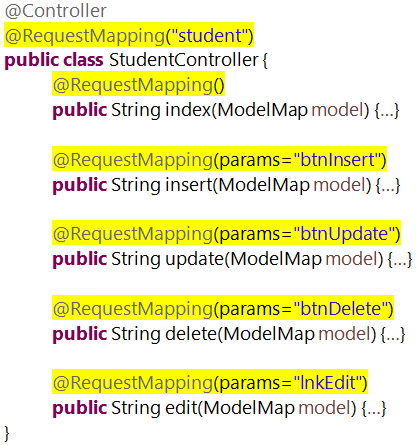 @Controller
@RequestMapping("student")
public class StudentController {
@RequestMapping()
public String index(ModelMap model) {...}
@RequestMapping(params="btnInsert")
public String insert(ModelMap model) {...}
@RequestMapping(params="btnUpdate")
public String update(ModelMap model) {...}
@RequestMapping(params="btnDelete")
public String delete(ModelMap model) {...}
@RequestMapping(params="lnkEdit")
public String edit(ModelMap model) {...}
}